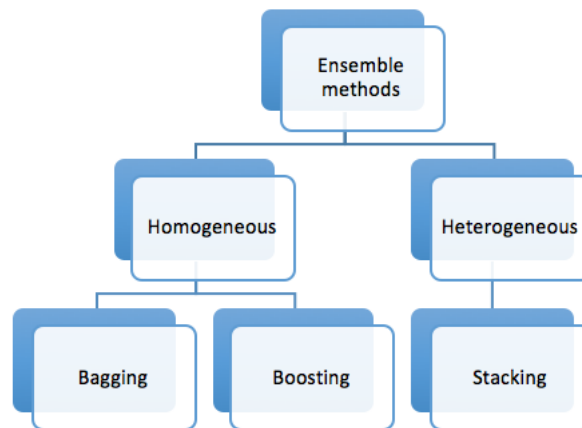 Ensemble
methods
Homogeneous
Heterogeneous
Bagging
Boosting
Stacking